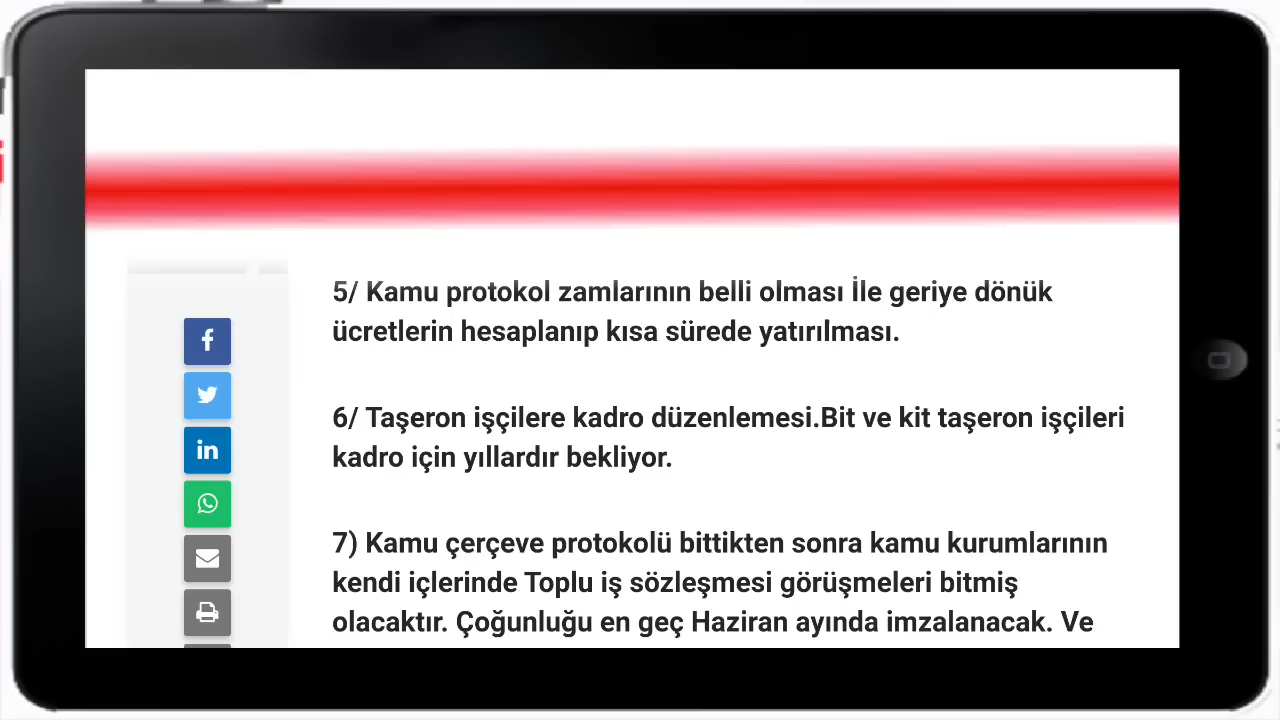 5/ Kamu protokol zamlarının belli olması İle geriye dönük
ücretlerin hesaplanıp kısa sürede yatırılması.
6/ Taşeron işçilere kadro düzenlemesi.Bit ve kit taşeron işçileri
kadro için yıllardır bekliyor.
7) Kamu çerçeve protokolü bittikten sonra kamu kurumlarının
kendi içlerinde Toplu iş sözleşmesi görüşmeleri bitmiş
olacaktır. Çoğunluğu en geç Haziran ayında imzalanacak. Ve